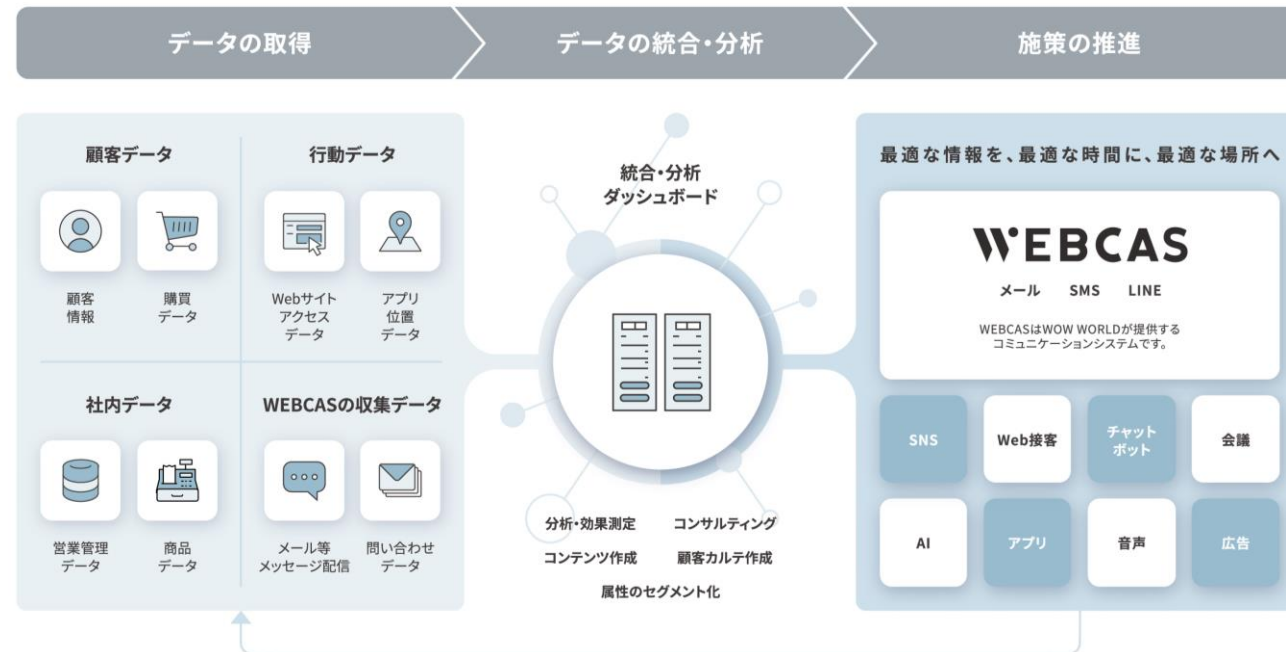 データの取得
データの統合・分析
施策の推進
顧客データ
顧客
情報
購買
データ
行動データ
Webサイト
アクセス
データ
アプリ
位置
データ
社内データ
営業管理
データ
商品
データ
WEBCASの収集データ
メール等
メッセージ配信
問い合わせ
データ
統合・分析
ダッシュボード
分析・効果測定
コンサルティング
コンテンツ作成
顧客カルテ作成
属性のセグメント化
最適な情報を、最適な時間に、最適な場所へ
WEBCAS
メール SMS LINE
WEBCASはWOW WORLDが提供する
コミュニケーションシステムです。
SNS
Web接客
チャット
ボット
会議
AI
アプリ
音声
広告